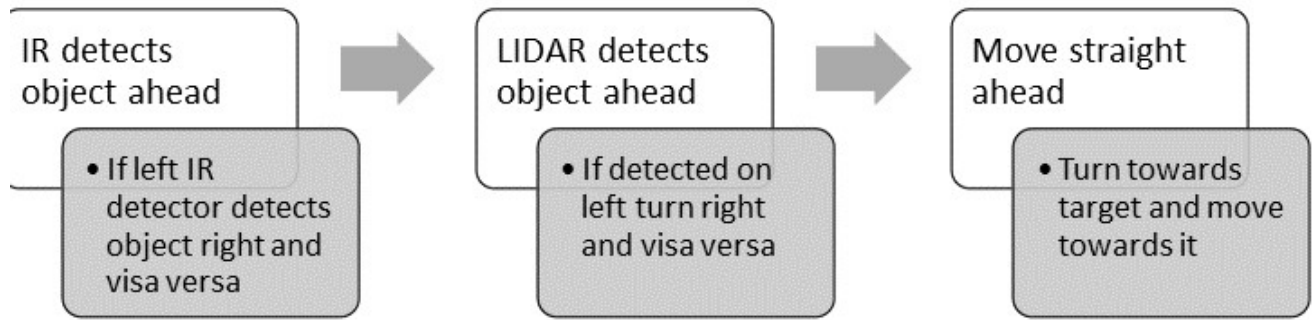 IR detects
object ahead
• If left IR
detector detects
object right and
visa versa
LIDAR detects
object ahead
• If detected on
left turn right
and visa versa
Move straight
ahead
• Turn towards
target and move
towards it